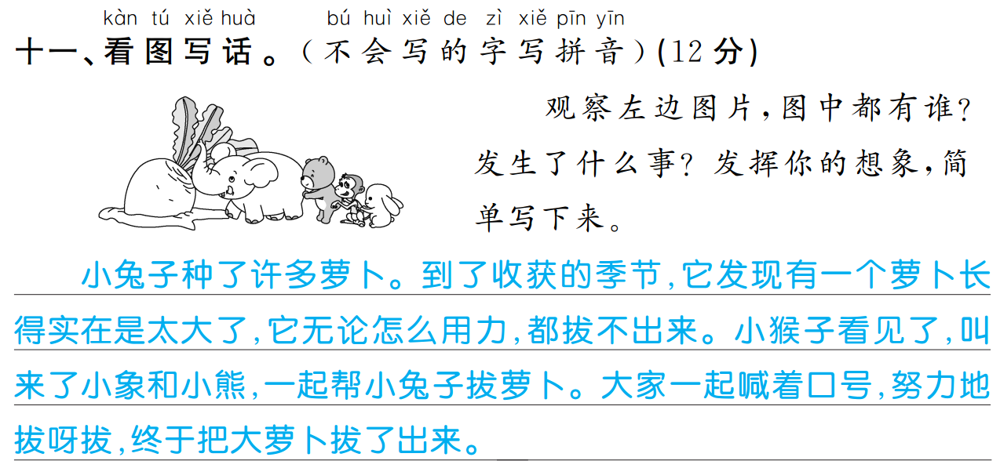 kàn tú xiě huà bú huì xiě de zì xiě pīn yīn
十一、看图写话。（不会写的字写拼音）(12分)
观察左边图片，图中都有�？
发生了什么事？发挥你的想象，简
单写下来。
小兔子种了许多萝卜。到了收获的季节，它发现有一个萝卜长
得实在是太大了，它无论怎么用力，都拔不出来。小猴子看见了，叫
来了小象和小熊，一起帮小兔子拔萝卜。大家一起喊着口号，努力地
拔呀拔，终于把大萝卜拔了出来。